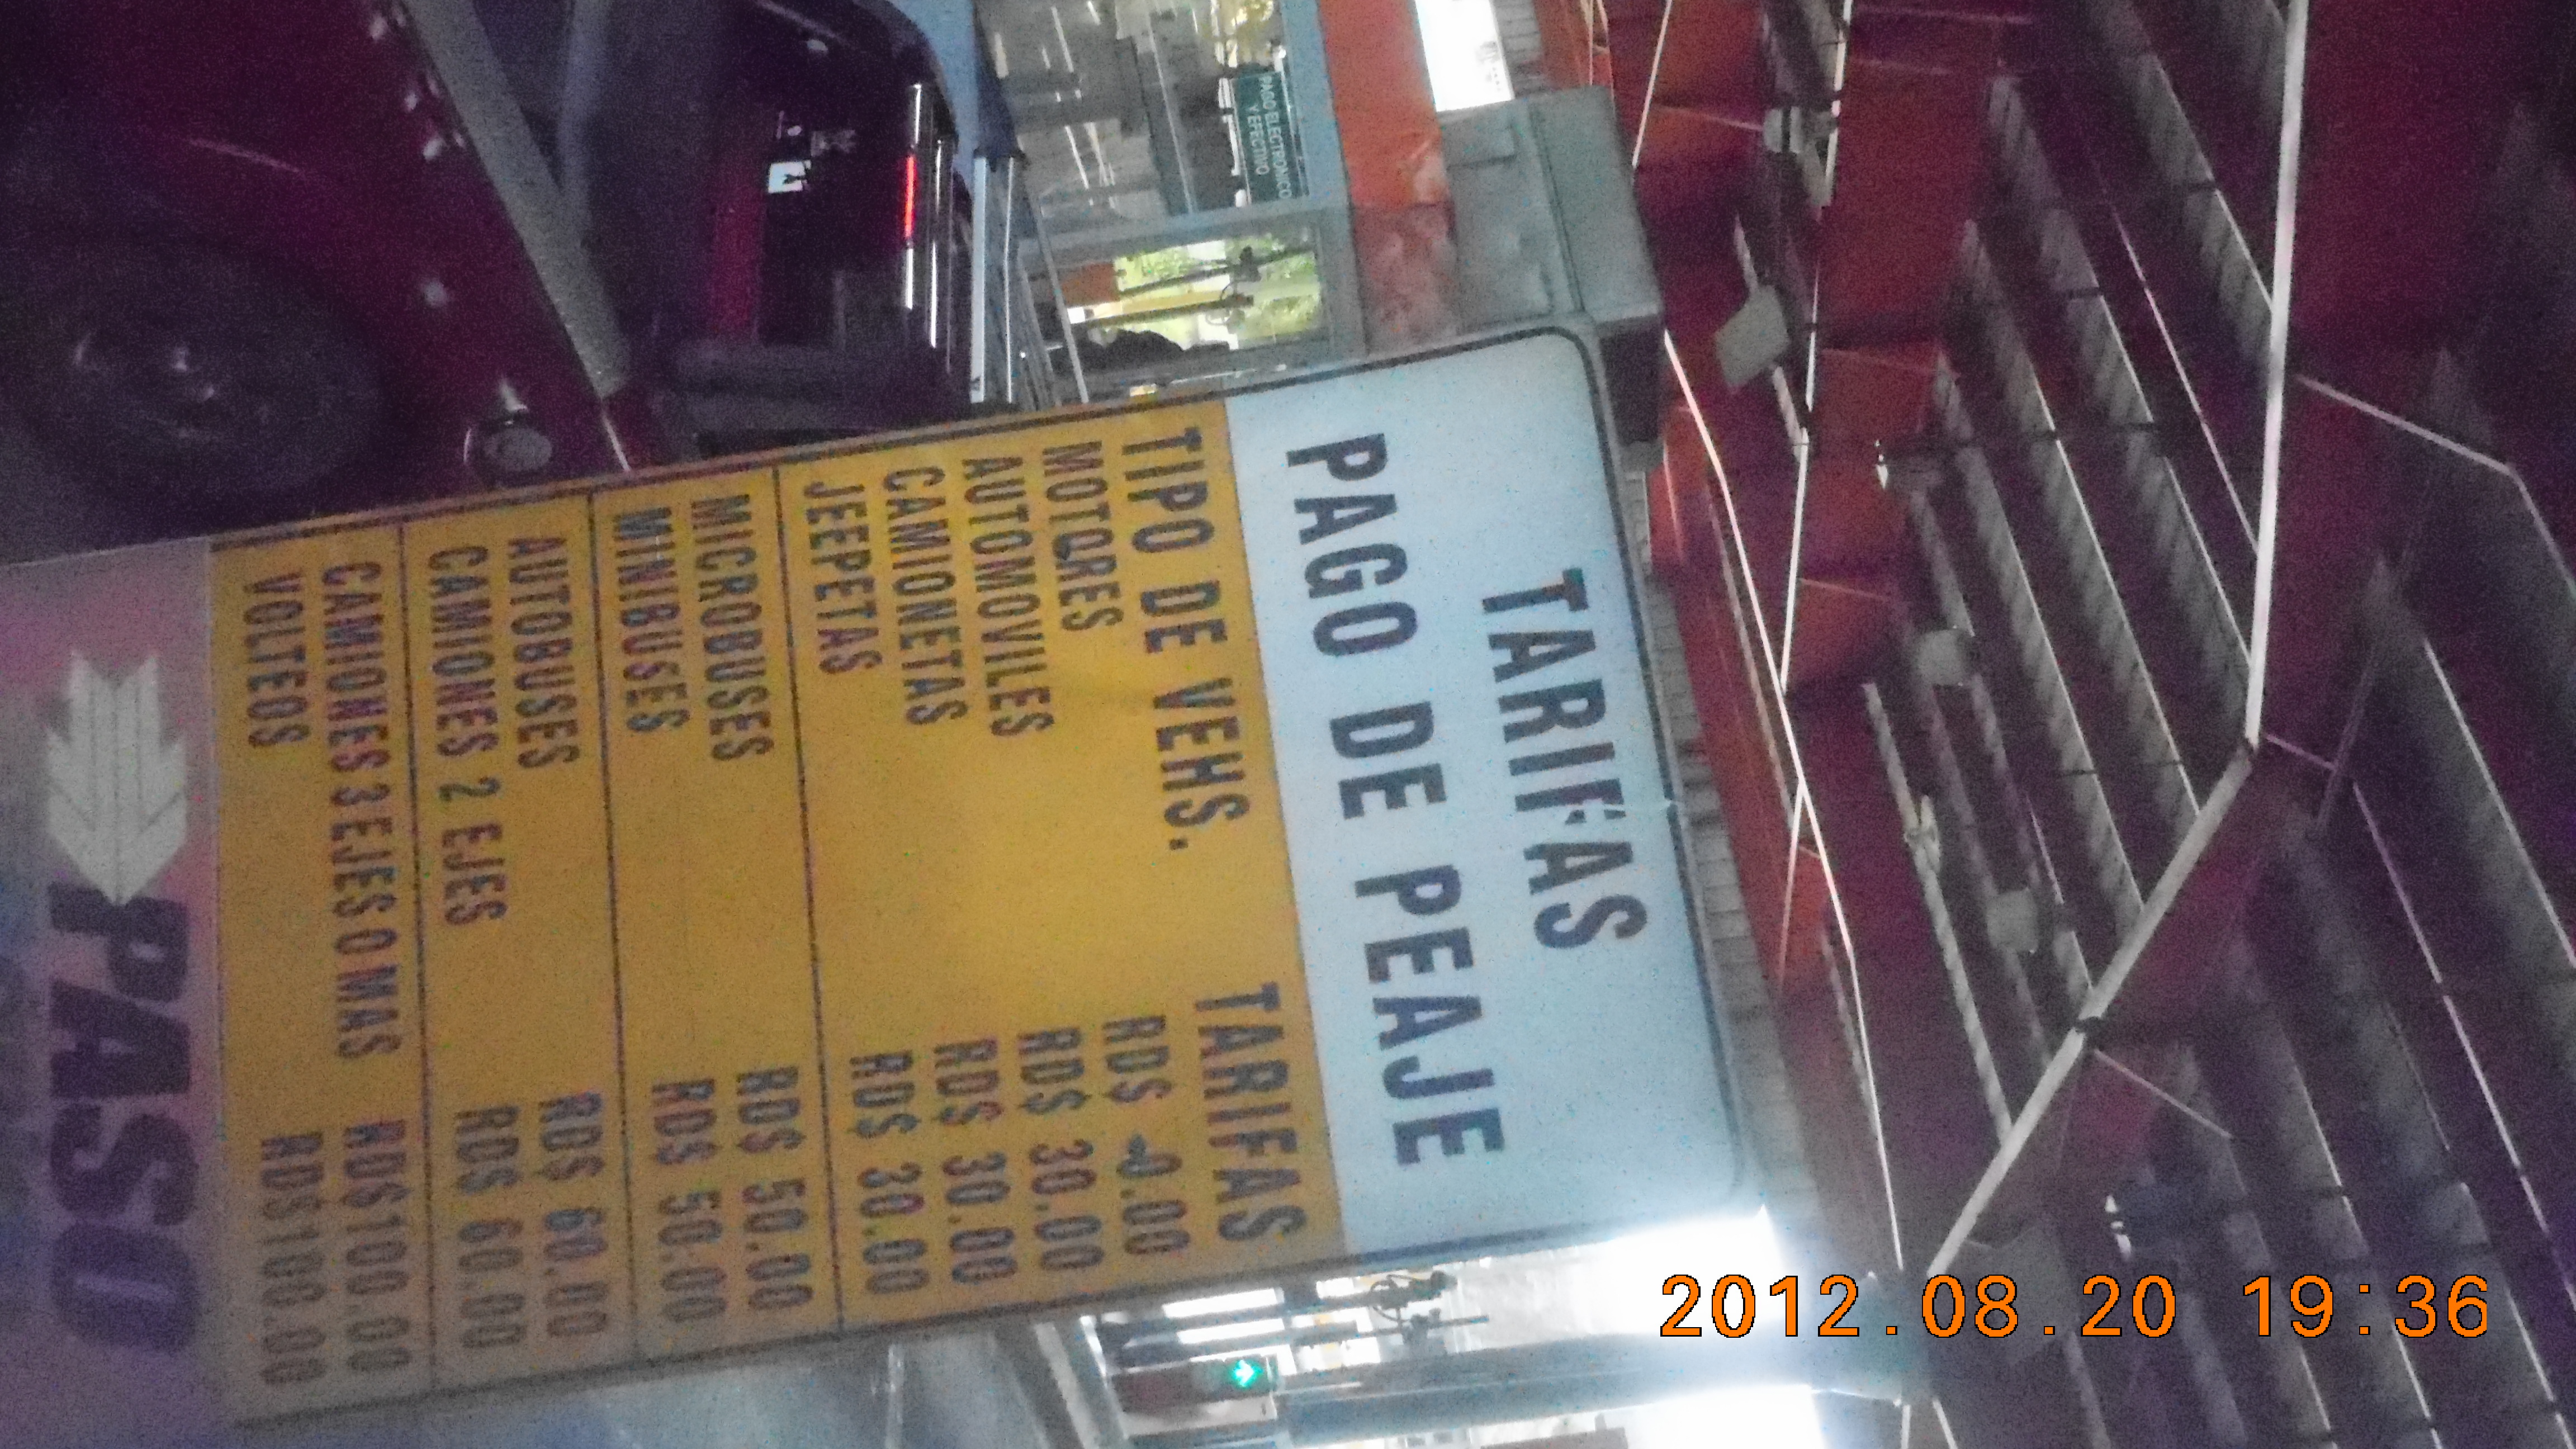 TARIFAS
PAGO DE PEAJE
TIPO DE VEHS. TARIFAS
MOTORES RD$ 0.00
AUTOMOVILES RD$ 30.00
CAMIONETAS RD$ 30.00
JEEPETAS RD$ 30.00
MICROBUSES RD$ 50.00
MINIBUSES RD$ 50.00
AUTOBUSES RD$ 60.00
CAMIONES 2 EJES RD$ 60.00
CAMIONES 3 EJES O MAS RD$100.00
VOLTEOS RD$100.00
PASO
PAGO ELECTRONICO
Y EFECTIVO
2012.08.20 19:36